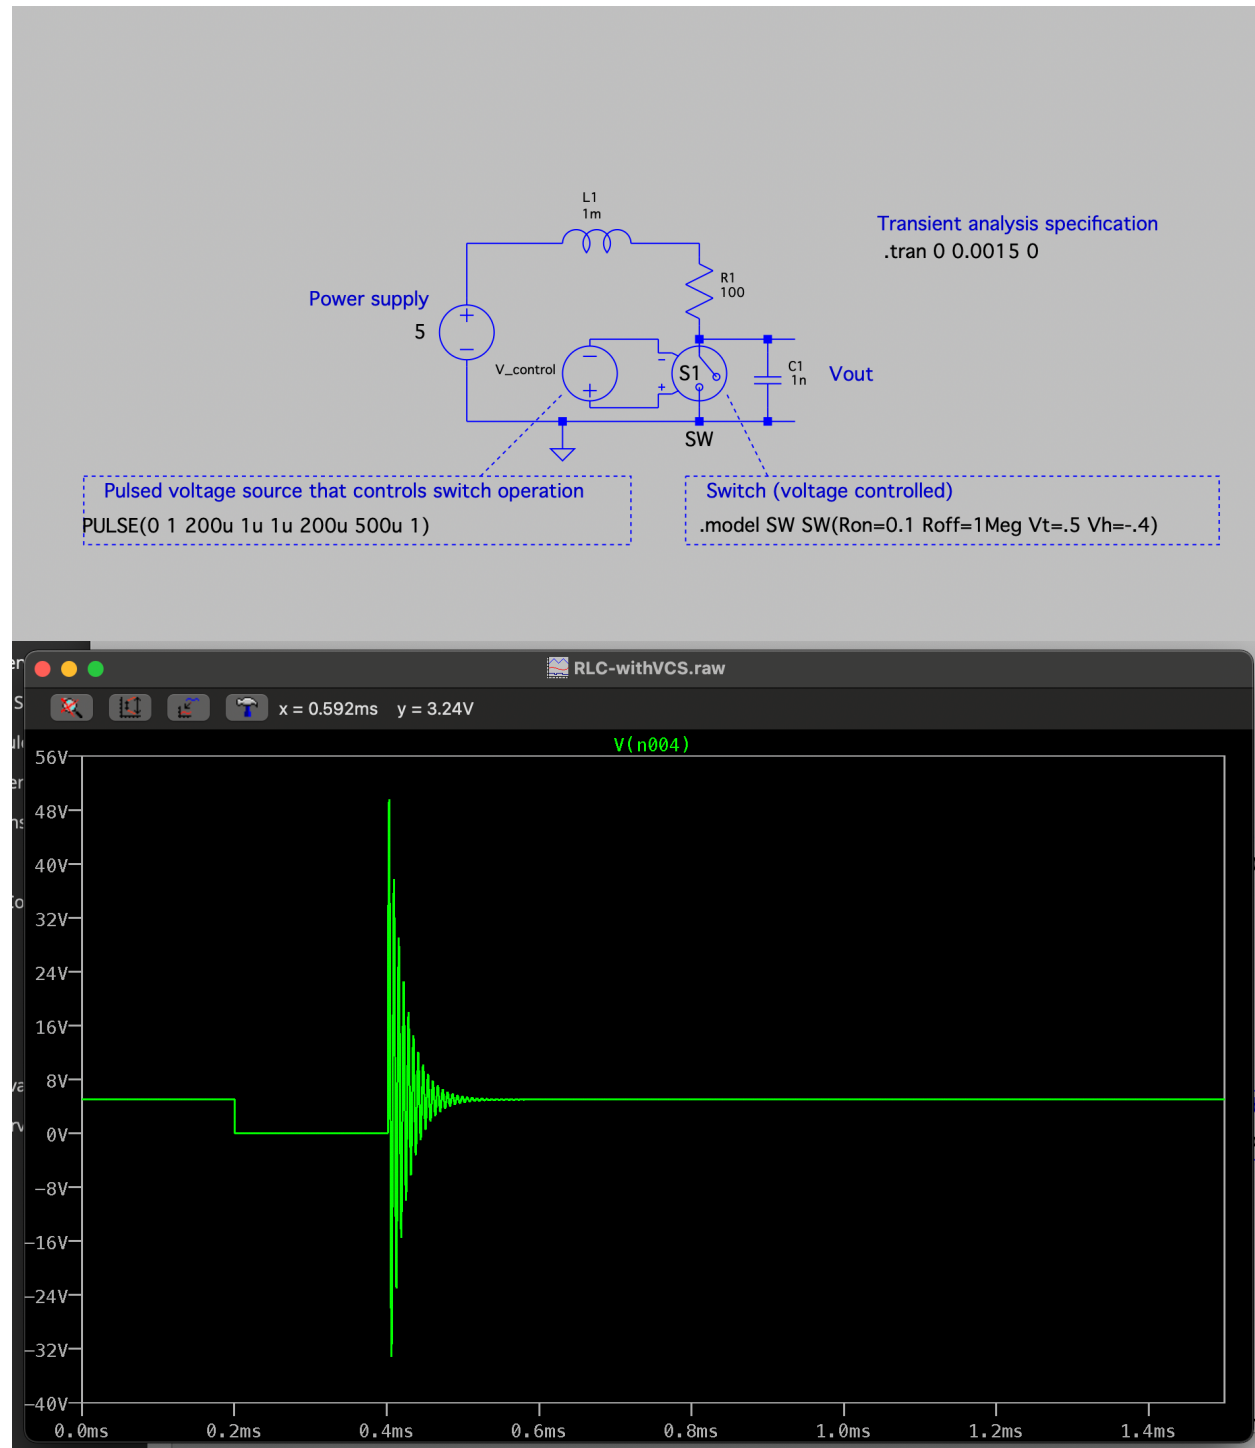 L1
1m
Transient analysis specification
.tran 0 0.0015 0
R1
100
Power supply
5
V_control
S1
C1
1n
Vout
SW
Pulsed voltage source that controls switch operation
PULSE(0 1 200u 1u 1u 200u 500u 1)
Switch (voltage controlled)
.model SW SW(Ron=0.1 Roff=1Meg Vt=.5 Vh=-.4)
RLC-withVCS.raw
x = 0.592ms y = 3.24V
V(n004)
56V
48V
40V
32V
24V
16V
8V
0V
-8V
-16V
-24V
-32V
-40V
0.0ms 0.2ms 0.4ms 0.6ms 0.8ms 1.0ms 1.2ms 1.4ms